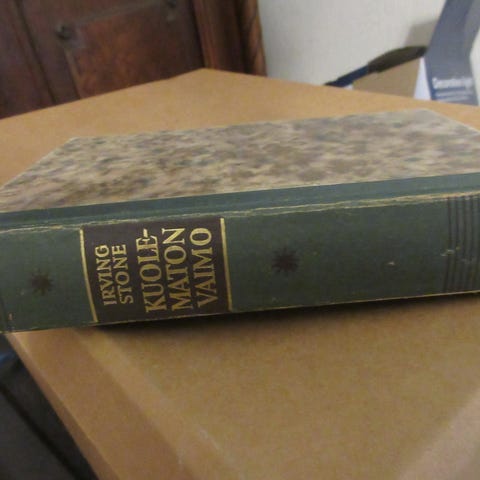 IRVING
STONE
KUOLE-
MATON
VAIMO